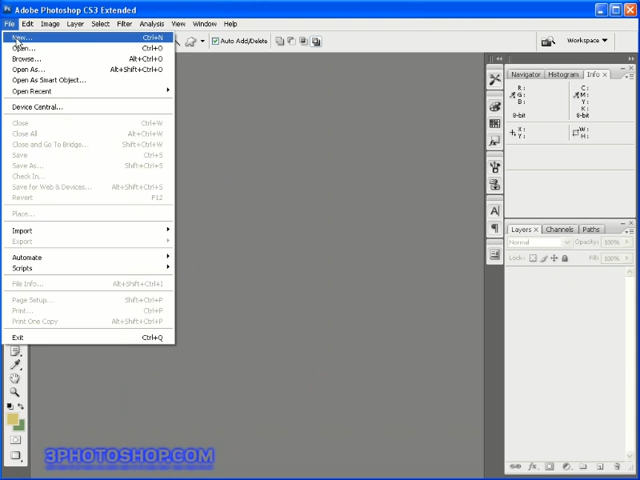 Adobe Photoshop CS3 Extended
File Edit Image Layer Select Filter Analysis View Window Help
Auto Add/Delete Workspace
New... Ctrl+N
Open... Ctrl+O
Browse... Alt+Ctrl+O
Open As... Alt+Shift+Ctrl+O
Open As Smart Object...
Open Recent
Device Central...
Close Ctrl+W
Close All Alt+Ctrl+W
Close and Go To Bridge... Shift+Ctrl+W
Save Ctrl+S
Save As... Shift+Ctrl+S
Check In...
Save for Web & Devices... Alt+Shift+Ctrl+S
Revert F12
Place...
Import
Export
Automate
Scripts
File Info... Alt+Shift+Ctrl+I
Page Setup... Shift+Ctrl+P
Print... Ctrl+P
Print One Copy Alt+Shift+Ctrl+P
Exit Ctrl+Q
Navigator Histogram Info
R: C:
G: M:
B: Y:
K:
8-bit 8-bit
X: W:
Y: H:
Layers Channels Paths
Normal Opacity: 100%
Lock: Fill: 100%
3PHOTOSHOP.COM